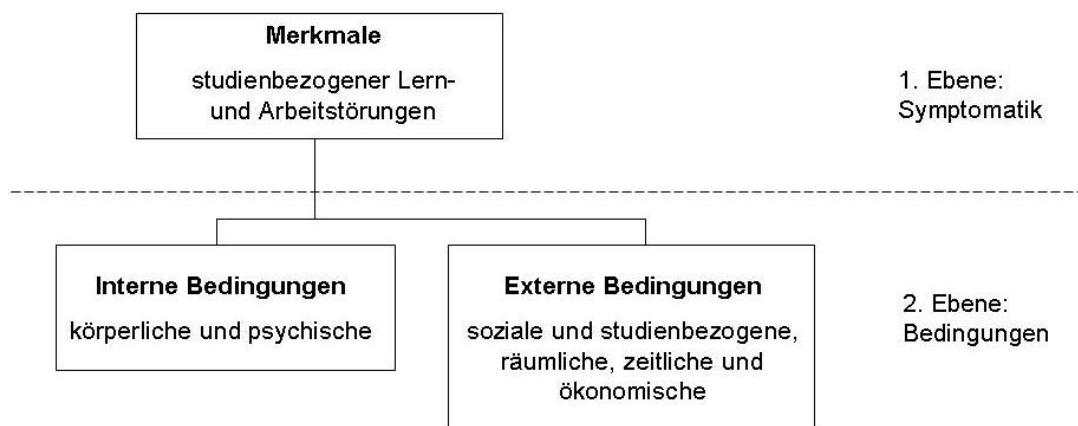 Merkmale
studienbezogener Lern-
und Arbeitstörungen
1. Ebene:
Symptomatik
Interne Bedingungen
körperliche und psychische
Externe Bedingungen
soziale und studienbezogene,
räumliche, zeitliche und
ökonomische
2. Ebene:
Bedingungen